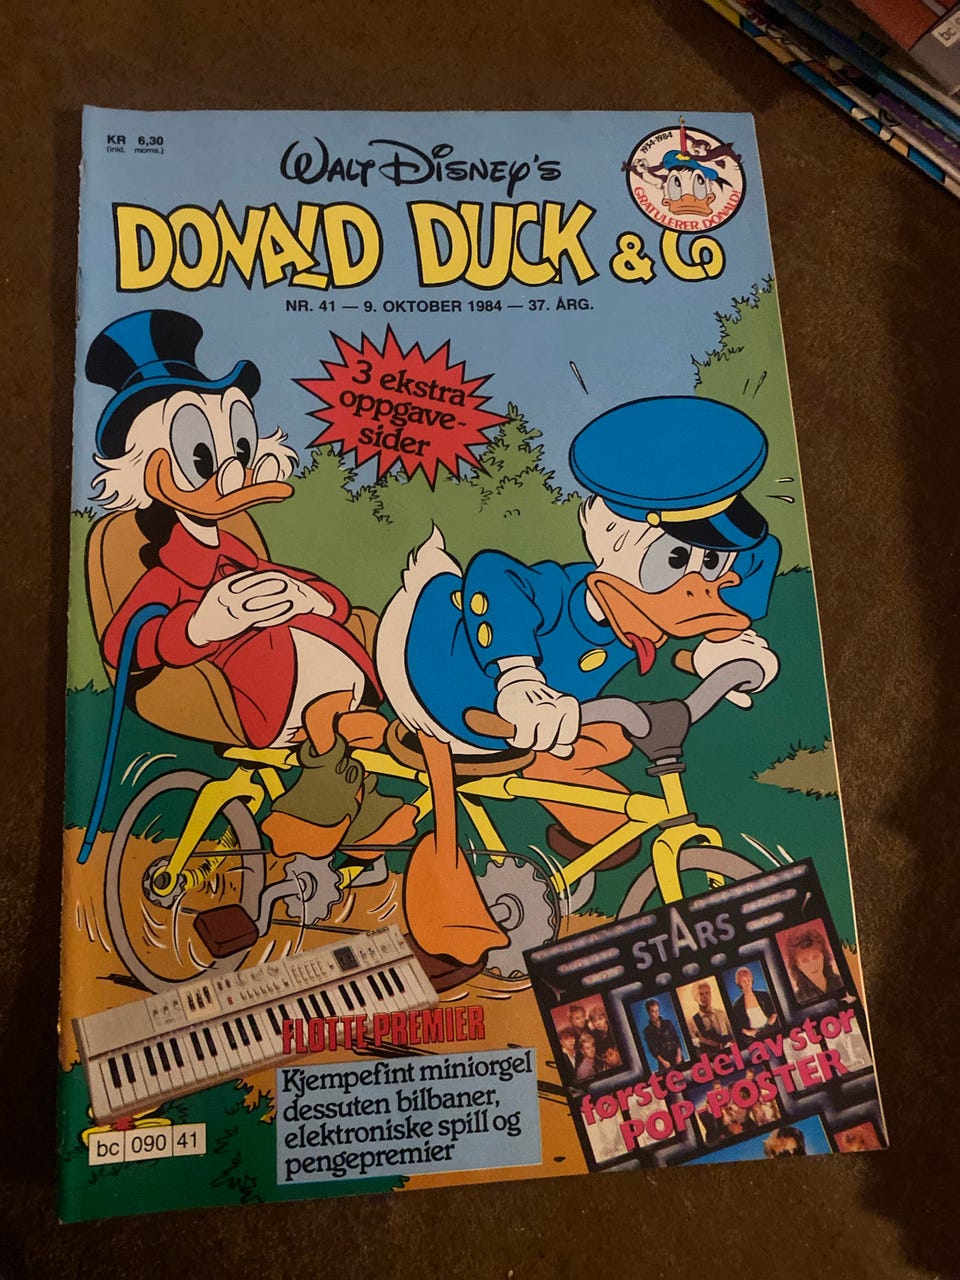 KR 6,30
(inkl. moms.)
WALT DISNEY'S
1934-1984
GRATULERER DONALD!
DONALD DUCK & Co
NR. 41 — 9. OKTOBER 1984 — 37. ÅRG.
3 ekstra
oppgave-
sider
STARS
FLOTTE PREMIER
Kjempefint miniorgel
dessuten bilbaner,
elektroniske spill og
pengepremier
første del av stor
POP-POSTER
bc 090 41
bc